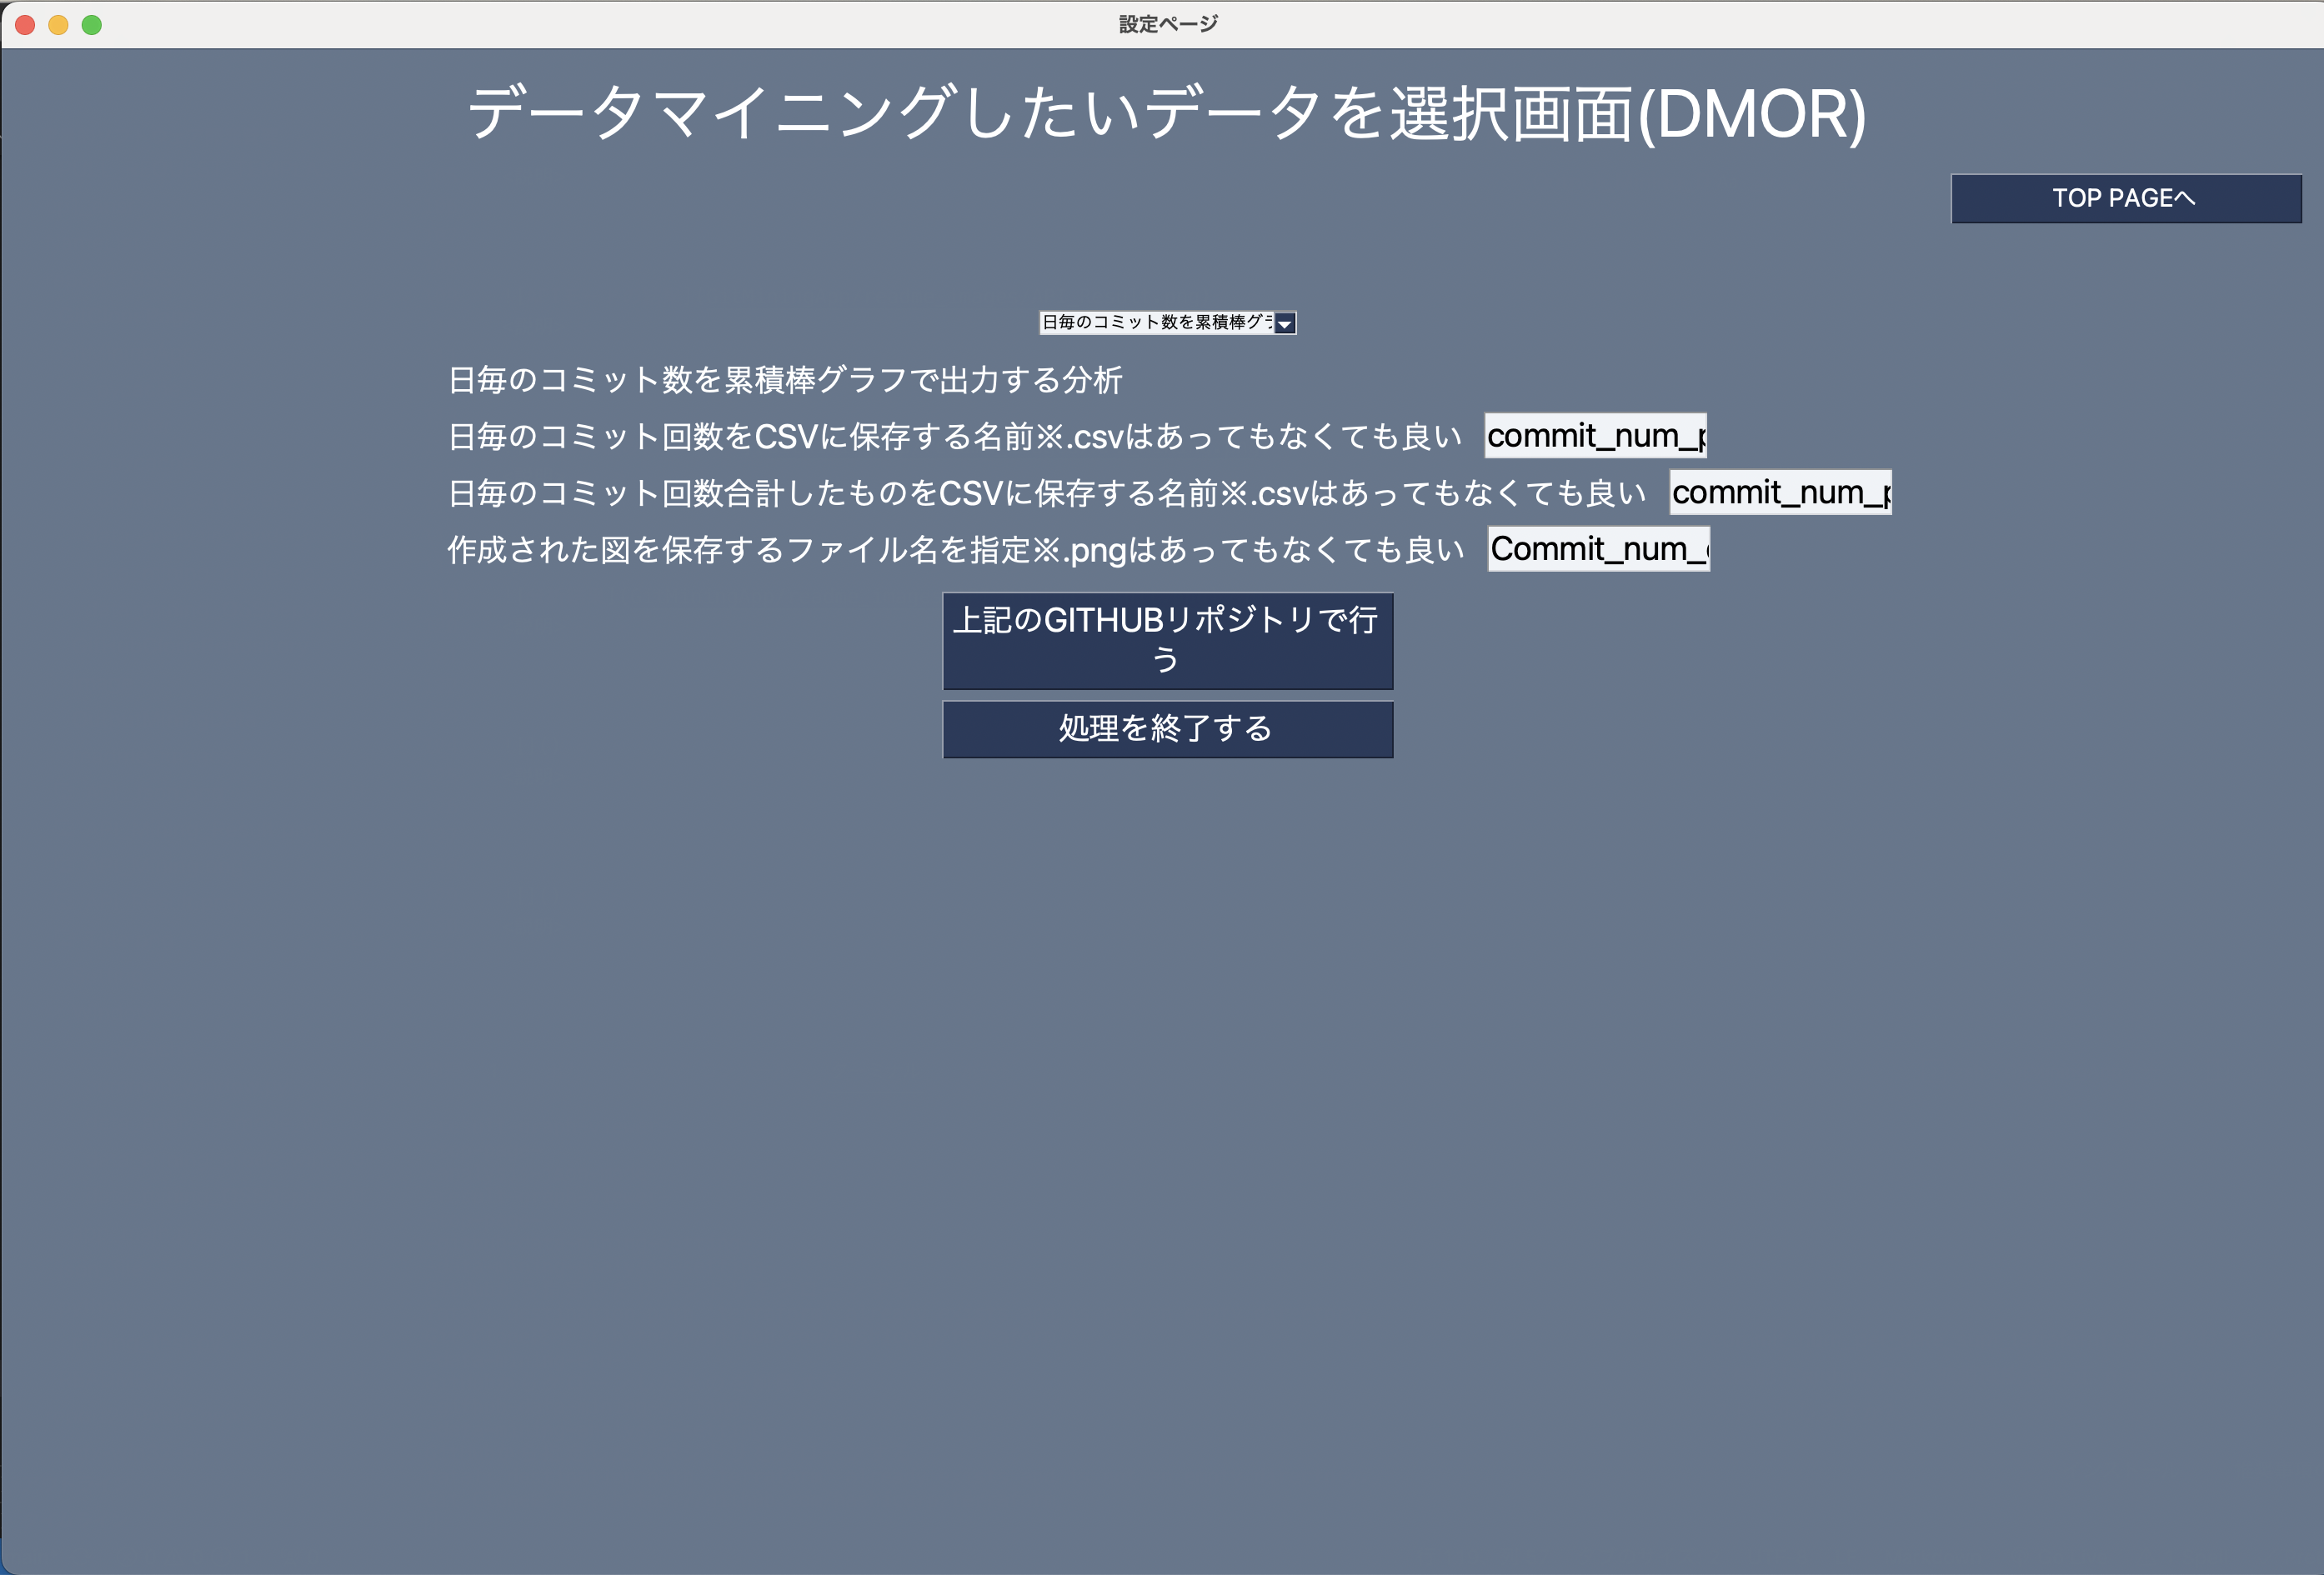 設定ページ
データマイニングしたいデータを選択画面(DMOR)
TOP PAGEへ
日毎のコミット数を累積棒グラ
日毎のコミット数を累積棒グラフで出力する分析
日毎のコミット回数をCSVに保存する名前※.csvはあってもなくても良い commit_num_p
日毎のコミット回数合計したものをCSVに保存する名前※.csvはあってもなくても良い commit_num_p
作成された図を保存するファイル名を指定※.pngはあってもなくても良い Commit_num_
上記のGITHUBリポジトリで行
う
処理を終了する